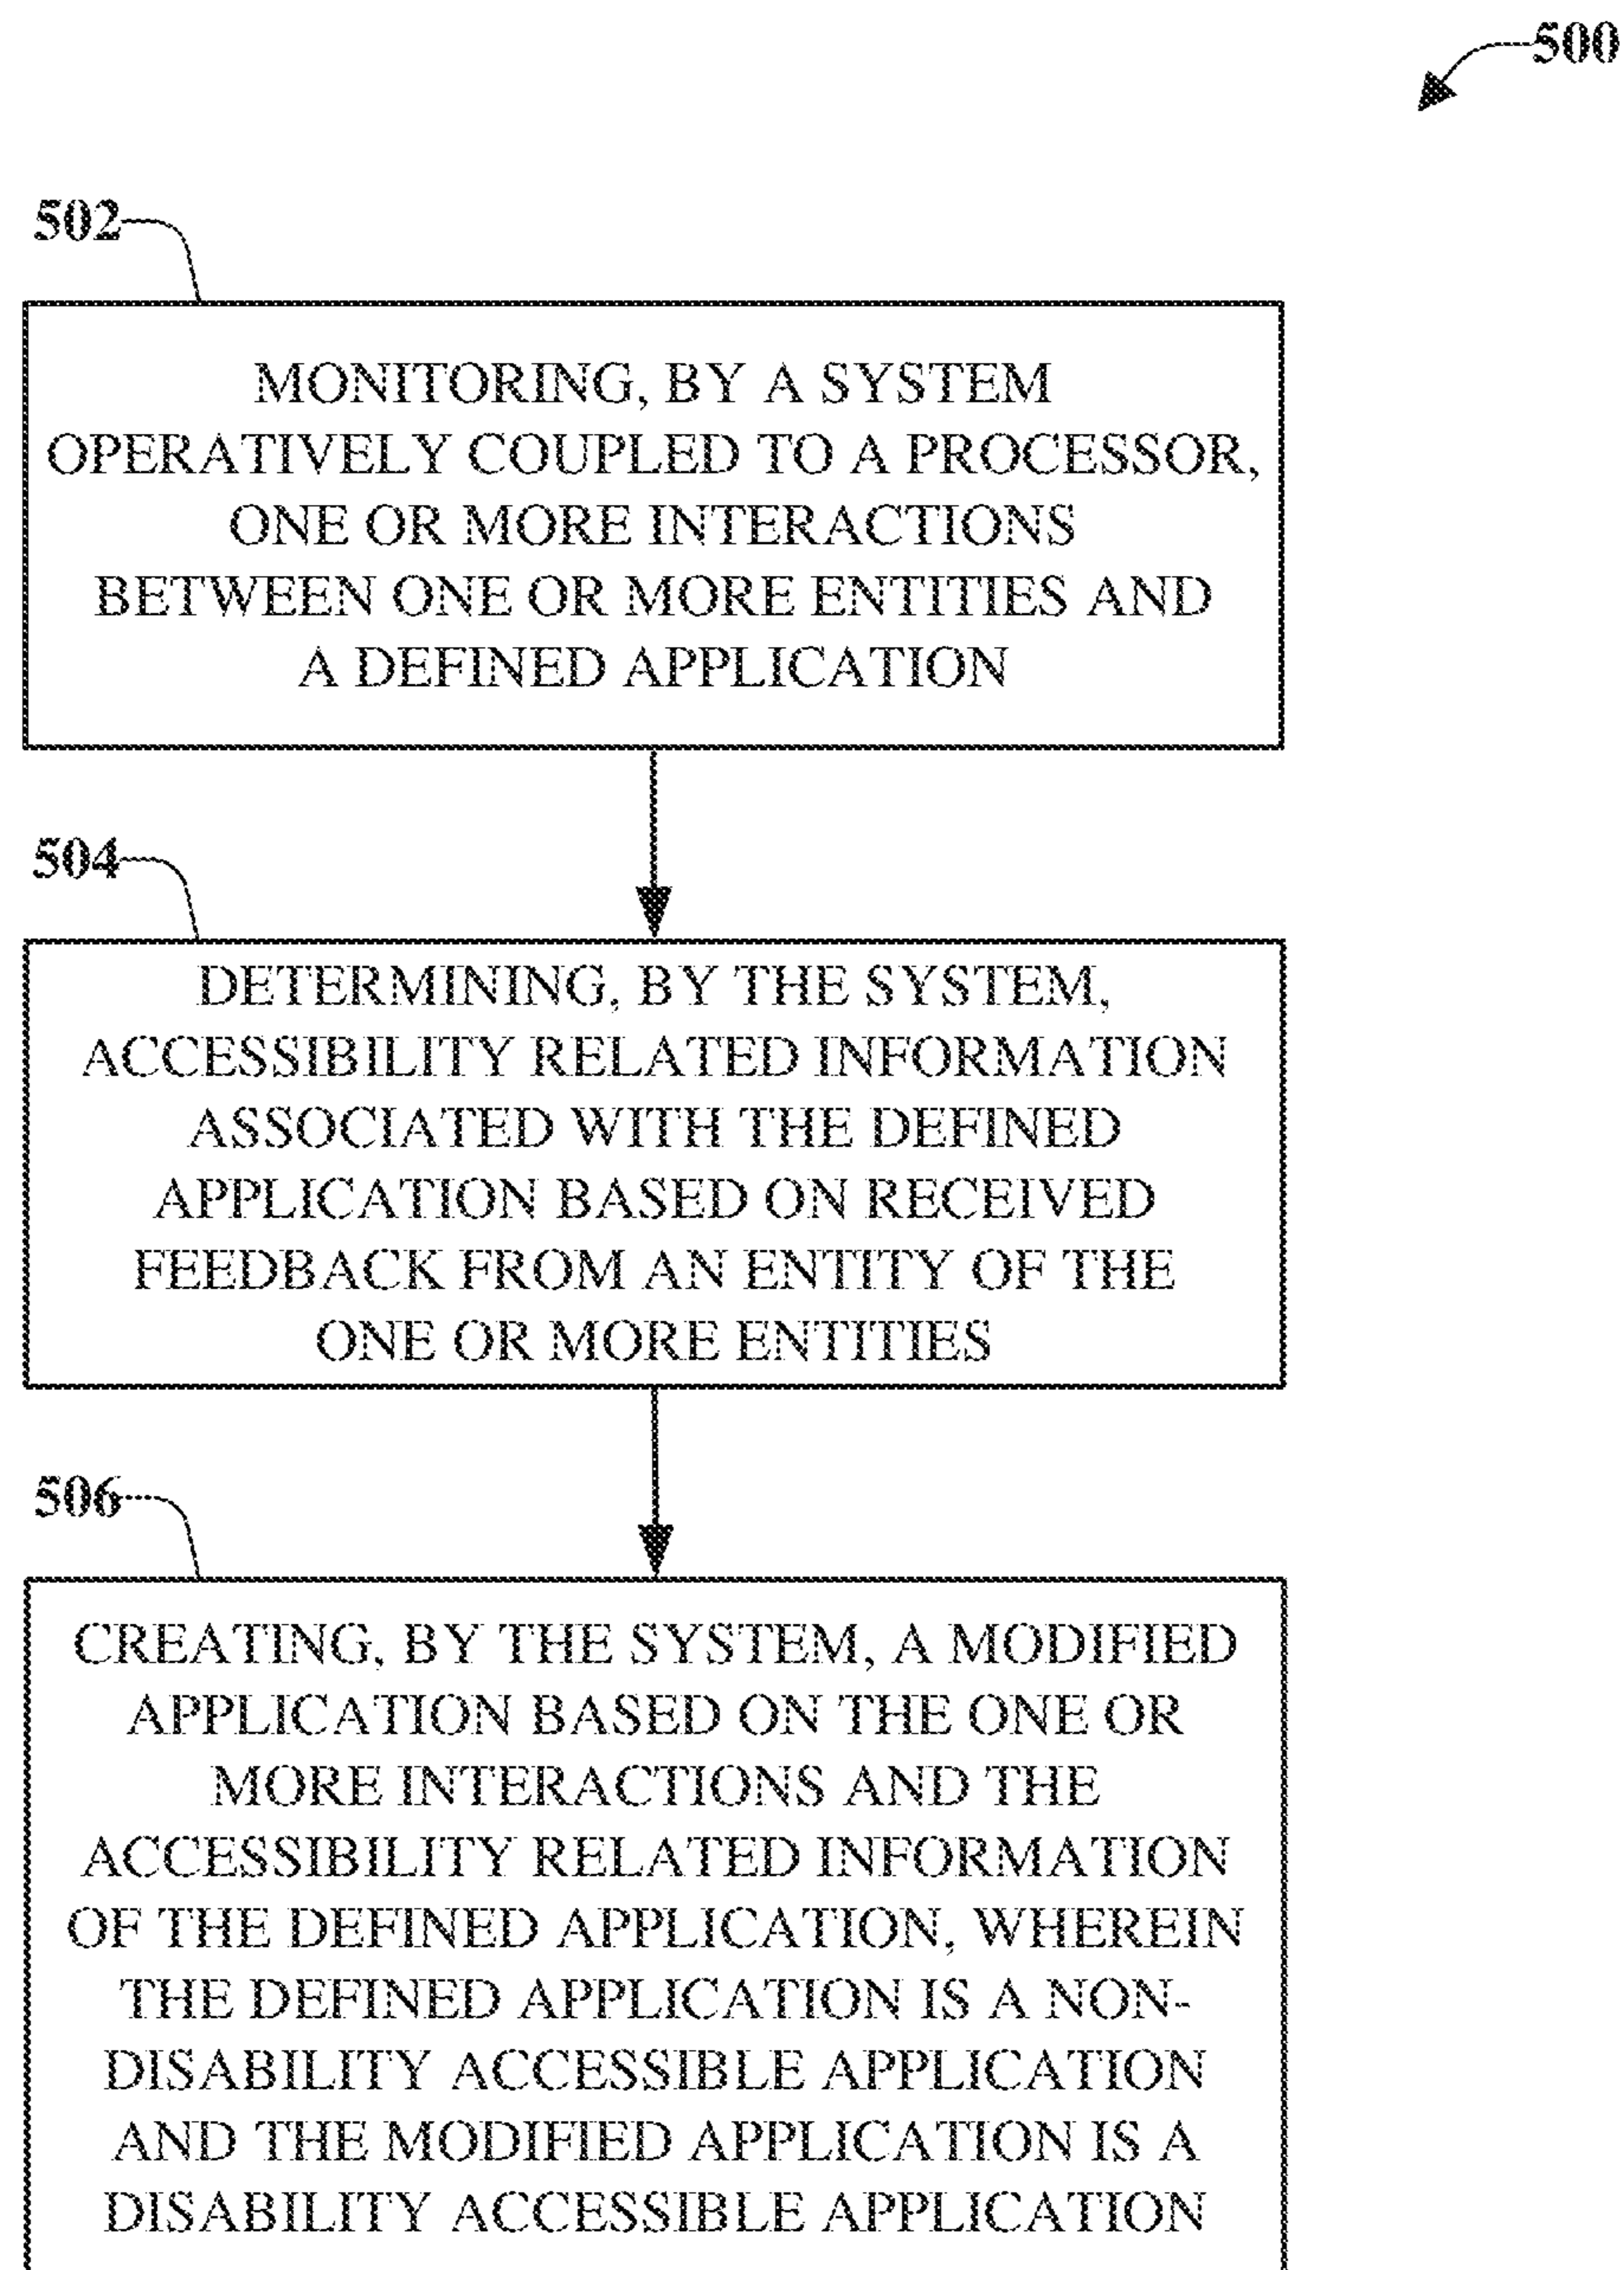 500
502
MONITORING, BY A SYSTEM
OPERATIVELY COUPLED TO A PROCESSOR,
ONE OR MORE INTERACTIONS
BETWEEN ONE OR MORE ENTITIES AND
A DEFINED APPLICATION
504
DETERMINING, BY THE SYSTEM,
ACCESSIBILITY RELATED INFORMATION
ASSOCIATED WITH THE DEFINED
APPLICATION BASED ON RECEIVED
FEEDBACK FROM AN ENTITY OF THE
ONE OR MORE ENTITIES
506
CREATING, BY THE SYSTEM, A MODIFIED
APPLICATION BASED ON THE ONE OR
MORE INTERACTIONS AND THE
ACCESSIBILITY RELATED INFORMATION
OF THE DEFINED APPLICATION, WHEREIN
THE DEFINED APPLICATION IS A NON-
DISABILITY ACCESSIBLE APPLICATION
AND THE MODIFIED APPLICATION IS A
DISABILITY ACCESSIBLE APPLICATION